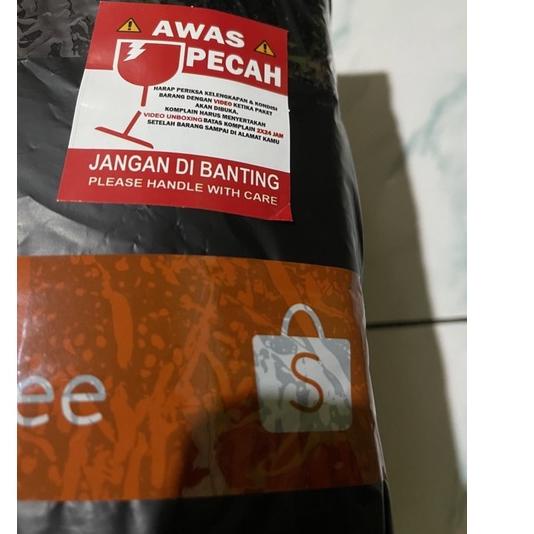 AWAS
PECAH
HARAP PERIKSA KELENGKAPAN & KONDISI
BARANG DENGAN VIDEO KETIKA PAKET
AKAN DIBUKA.
KOMPLAIN HARUS MENYERTAKAN
VIDEO UNBOXING BATAS KOMPLAIN 2X24 JAM
SETELAH BARANG SAMPAI DI ALAMAT KAMU
JANGAN DI BANTING
PLEASE HANDLE WITH CARE
ee
S